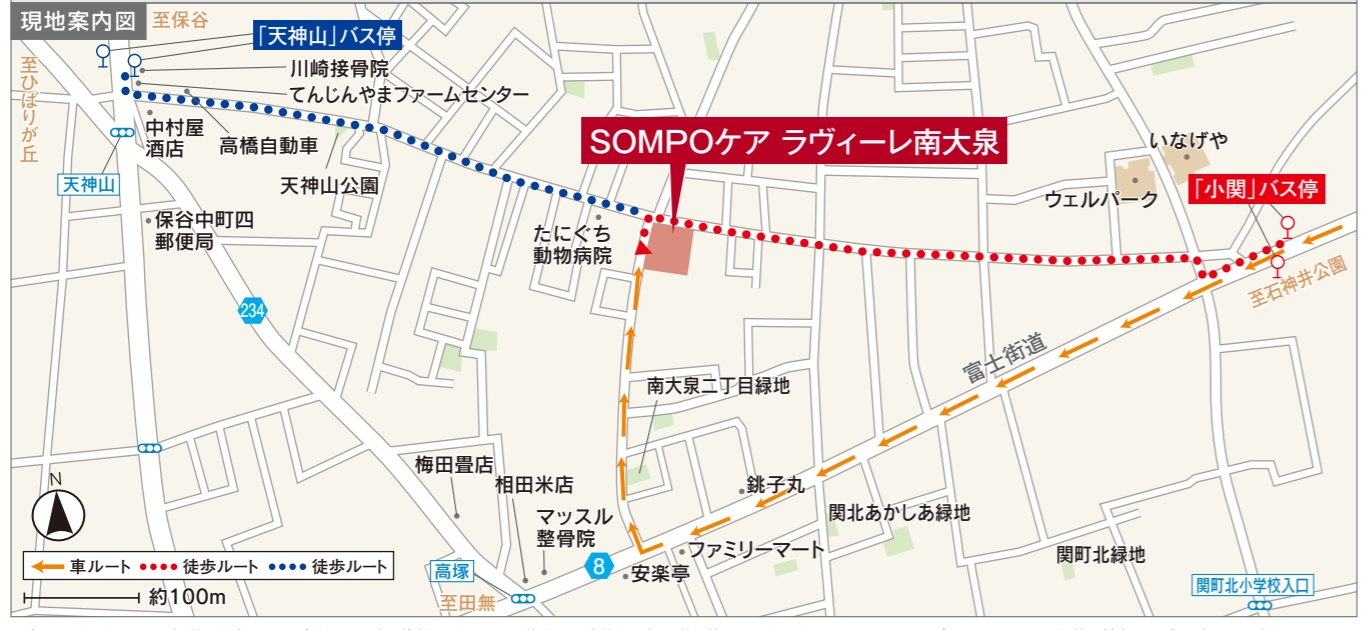 現地案内図
至保谷
「天神山」バス停
至ひばりが丘
川崎接骨院
てんじんやまファームセンター
中村屋
酒店
高橋自動車
天神山
天神山公園
SOMPOケア ラヴィーレ南大泉
いなげや
ウェルパーク
「小関」バス停
保谷中町四
郵便局
たにぐち
動物病院
至石神井公園
234
富士街道
南大泉二丁目緑地
梅田畳店
相田米店
銚子丸
マッスル
整骨院
関北あかしあ緑地
N
ファミリーマート
関町北緑地
車ルート
徒歩ルート
徒歩ルート
高塚
8
安楽亭
関町北小学校入口
約100m
至田無